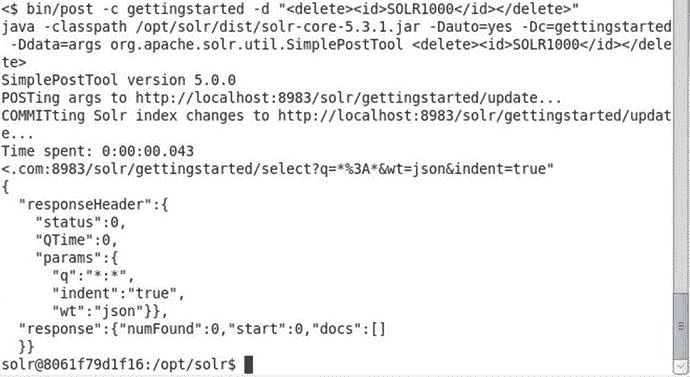 <$ bin/post -c gettingstarted -d "<delete><id>SOLR1000</id></delete>"
java -classpath /opt/solr/dist/solr-core-5.3.1.jar -Dauto=yes -Dc=gettingstarted
 -Ddata=args org.apache.solr.util.SimplePostTool <delete><id>SOLR1000</id></dele
te>
SimplePostTool version 5.0.0
POSTing args to http://localhost:8983/solr/gettingstarted/update...
COMMITting Solr index changes to http://localhost:8983/solr/gettingstarted/updat
e...
Time spent: 0:00:00.043
<.com:8983/solr/gettingstarted/select?q=*%3A*&wt=json&indent=true"
{
  "responseHeader":{
    "status":0,
    "QTime":0,
    "params":{
      "q":"*:*",
      "indent":"true",
      "wt":"json"}},
  "response":{"numFound":0,"start":0,"docs":[]
  }}
solr@8061f79d1f16:/opt/solr$